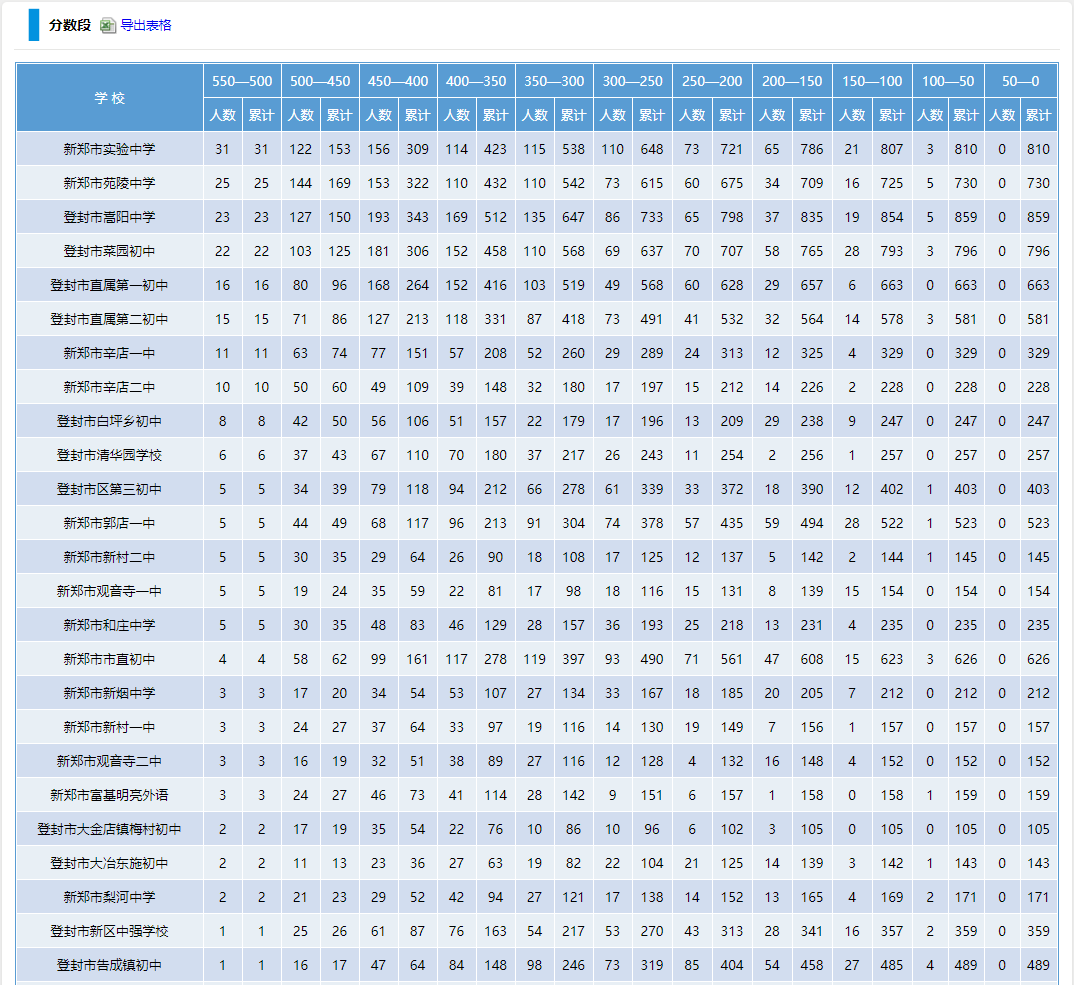 分数段 导出表格
学 校 550—500 500—450 450—400 400—350 350—300 300—250 250—200 200—150 150—100 100—50 50—0
人数 累计 人数 累计 人数 累计 人数 累计 人数 累计 人数 累计 人数 累计 人数 累计 人数 累计 人数 累计 人数 累计
新郑市实验中学 31 31 122 153 156 309 114 423 115 538 110 648 73 721 65 786 21 807 3 810 0 810
新郑市苑陵中学 25 25 144 169 153 322 110 432 110 542 73 615 60 675 34 709 16 725 5 730 0 730
登封市嵩阳中学 23 23 127 150 193 343 169 512 135 647 86 733 65 798 37 835 19 854 5 859 0 859
登封市菜园初中 22 22 103 125 181 306 152 458 110 568 69 637 70 707 58 765 28 793 3 796 0 796
登封市直属第一初中 16 16 80 96 168 264 152 416 103 519 49 568 60 628 29 657 6 663 0 663 0 663
登封市直属第二初中 15 15 71 86 127 213 118 331 87 418 73 491 41 532 32 564 14 578 3 581 0 581
新郑市辛店一中 11 11 63 74 77 151 57 208 52 260 29 289 24 313 12 325 4 329 0 329 0 329
新郑市辛店二中 10 10 50 60 49 109 39 148 32 180 17 197 15 212 14 226 2 228 0 228 0 228
登封市白坪乡初中 8 8 42 50 56 106 51 157 22 179 17 196 13 209 29 238 9 247 0 247 0 247
登封市清华园学校 6 6 37 43 67 110 70 180 37 217 26 243 11 254 2 256 1 257 0 257 0 257
登封市区第三初中 5 5 34 39 79 118 94 212 66 278 61 339 33 372 18 390 12 402 1 403 0 403
新郑市郭店一中 5 5 44 49 68 117 96 213 91 304 74 378 57 435 59 494 28 522 1 523 0 523
新郑市新村二中 5 5 30 35 29 64 26 90 18 108 17 125 12 137 5 142 2 144 1 145 0 145
新郑市观音寺一中 5 5 19 24 35 59 22 81 17 98 18 116 15 131 8 139 15 154 0 154 0 154
新郑市和庄中学 5 5 30 35 48 83 46 129 28 157 36 193 25 218 13 231 4 235 0 235 0 235
新郑市市直初中 4 4 58 62 99 161 117 278 119 397 93 490 71 561 47 608 15 623 3 626 0 626
新郑市新烟中学 3 3 17 20 34 54 53 107 27 134 33 167 18 185 20 205 7 212 0 212 0 212
新郑市新村一中 3 3 24 27 37 64 33 97 19 116 14 130 19 149 7 156 1 157 0 157 0 157
新郑市观音寺二中 3 3 16 19 32 51 38 89 27 116 12 128 4 132 16 148 4 152 0 152 0 152
新郑市富基明亮外语 3 3 24 27 46 73 41 114 28 142 9 151 6 157 1 158 0 158 1 159 0 159
登封市大金店镇梅村初中 2 2 17 19 35 54 22 76 10 86 10 96 6 102 3 105 0 105 0 105 0 105
登封市大冶东施初中 2 2 11 13 23 36 27 63 19 82 22 104 21 125 14 139 3 142 1 143 0 143
新郑市梨河中学 2 2 21 23 29 52 42 94 27 121 17 138 14 152 13 165 4 169 2 171 0 171
登封市新区中强学校 1 1 25 26 61 87 76 163 54 217 53 270 43 313 28 341 16 357 2 359 0 359
登封市告成镇初中 1 1 16 17 47 64 84 148 98 246 73 319 85 404 54 458 27 485 4 489 0 489